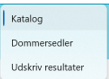 Katalog
Dommersedler
Udskriv resultater